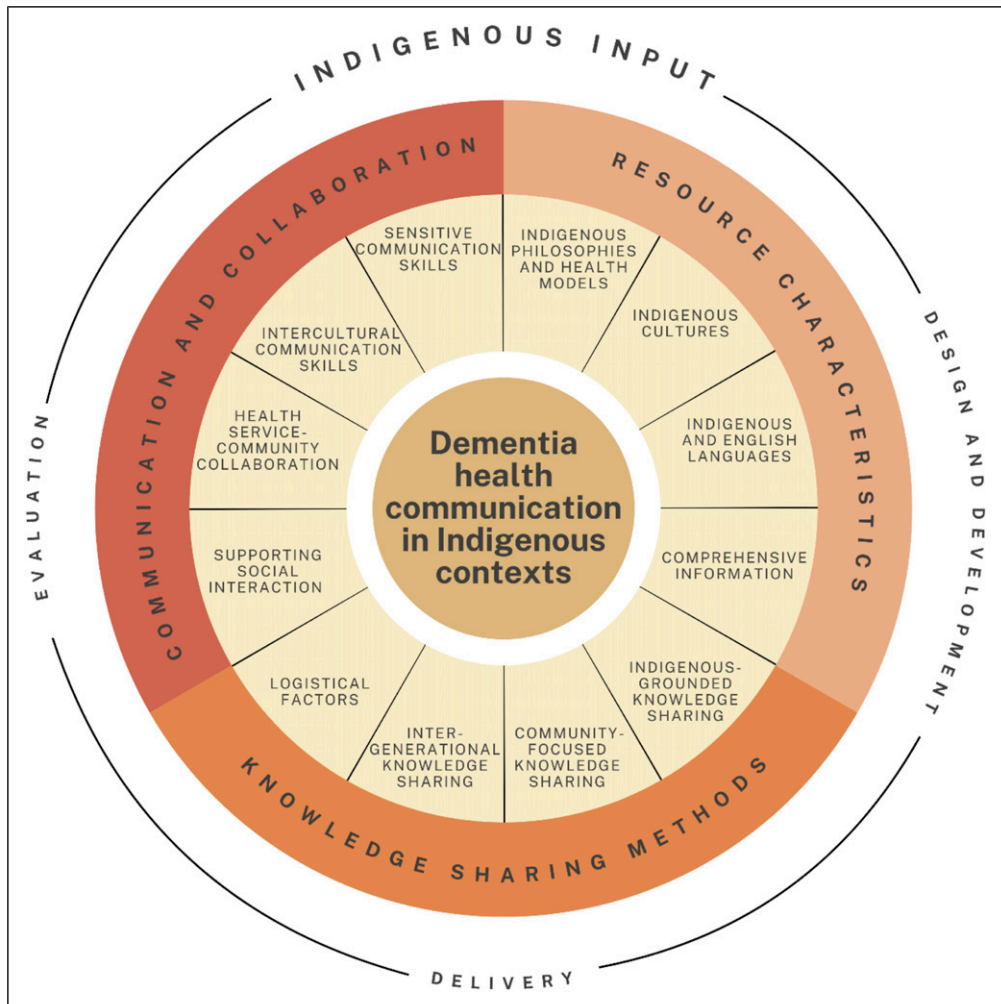 INDIGENOUS INPUT
COMMUNICATION AND COLLABORATION
RESOURCE CHARACTERISTICS
SENSITIVE
COMMUNICATION
SKILLS
INDIGENOUS
PHILOSOPHIES
AND HEALTH
MODELS
INTERCULTURAL
COMMUNICATION
SKILLS
INDIGENOUS
CULTURES
HEALTH
SERVICE-
COMMUNITY
COLLABORATION
INDIGENOUS
AND ENGLISH
LANGUAGES
Dementia
health
communication
in Indigenous
contexts
EVALUATION
DESIGN AND DEVELOPMENT
SUPPORTING
SOCIAL
INTERACTION
COMPREHENSIVE
INFORMATION
LOGISTICAL
FACTORS
INTER-
GENERATIONAL
KNOWLEDGE
SHARING
COMMUNITY-
FOCUSED
KNOWLEDGE
SHARING
INDIGENOUS-
GROUNDED
KNOWLEDGE
SHARING
KNOWLEDGE SHARING METHODS
DELIVERY